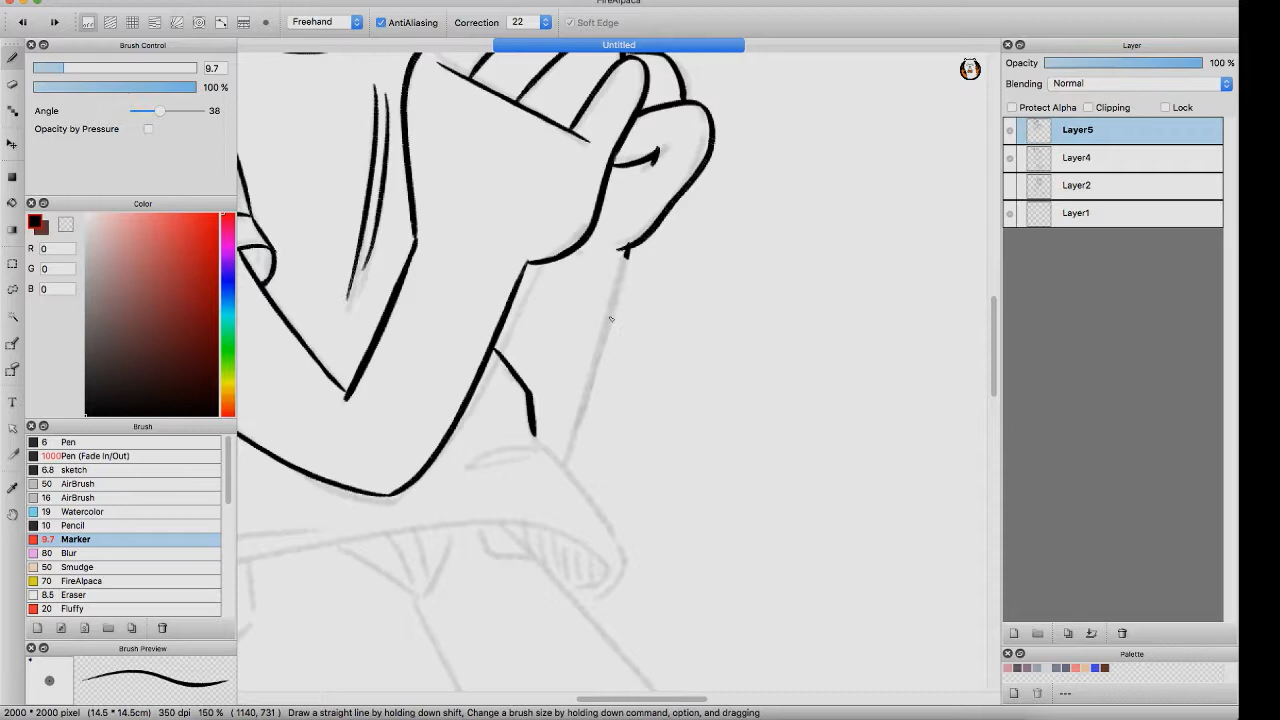 FireAlpaca
off
Freehand
AntiAliasing
Correction
22
Soft Edge
Brush Control
9.7
100 %
Angle
38
Opacity by Pressure
Color
R
0
G
0
B
0
Brush
6 Pen
1000 Pen (Fade In/Out)
6.8 sketch
50 AirBrush
16 AirBrush
19 Watercolor
10 Pencil
9.7 Marker
80 Blur
50 Smudge
70 FireAlpaca
8.5 Eraser
20 Fluffy
Brush Preview
Untitled
Layer
Opacity
100 %
Blending
Normal
Protect Alpha
Clipping
Lock
Layer5
Layer4
Layer2
Layer1
Palette
---
2000 * 2000 pixel (14.5 * 14.5cm) 350 dpi 150 % ( 1140, 731 ) Draw a straight line by holding down shift, Change a brush size by holding down command, option, and dragging